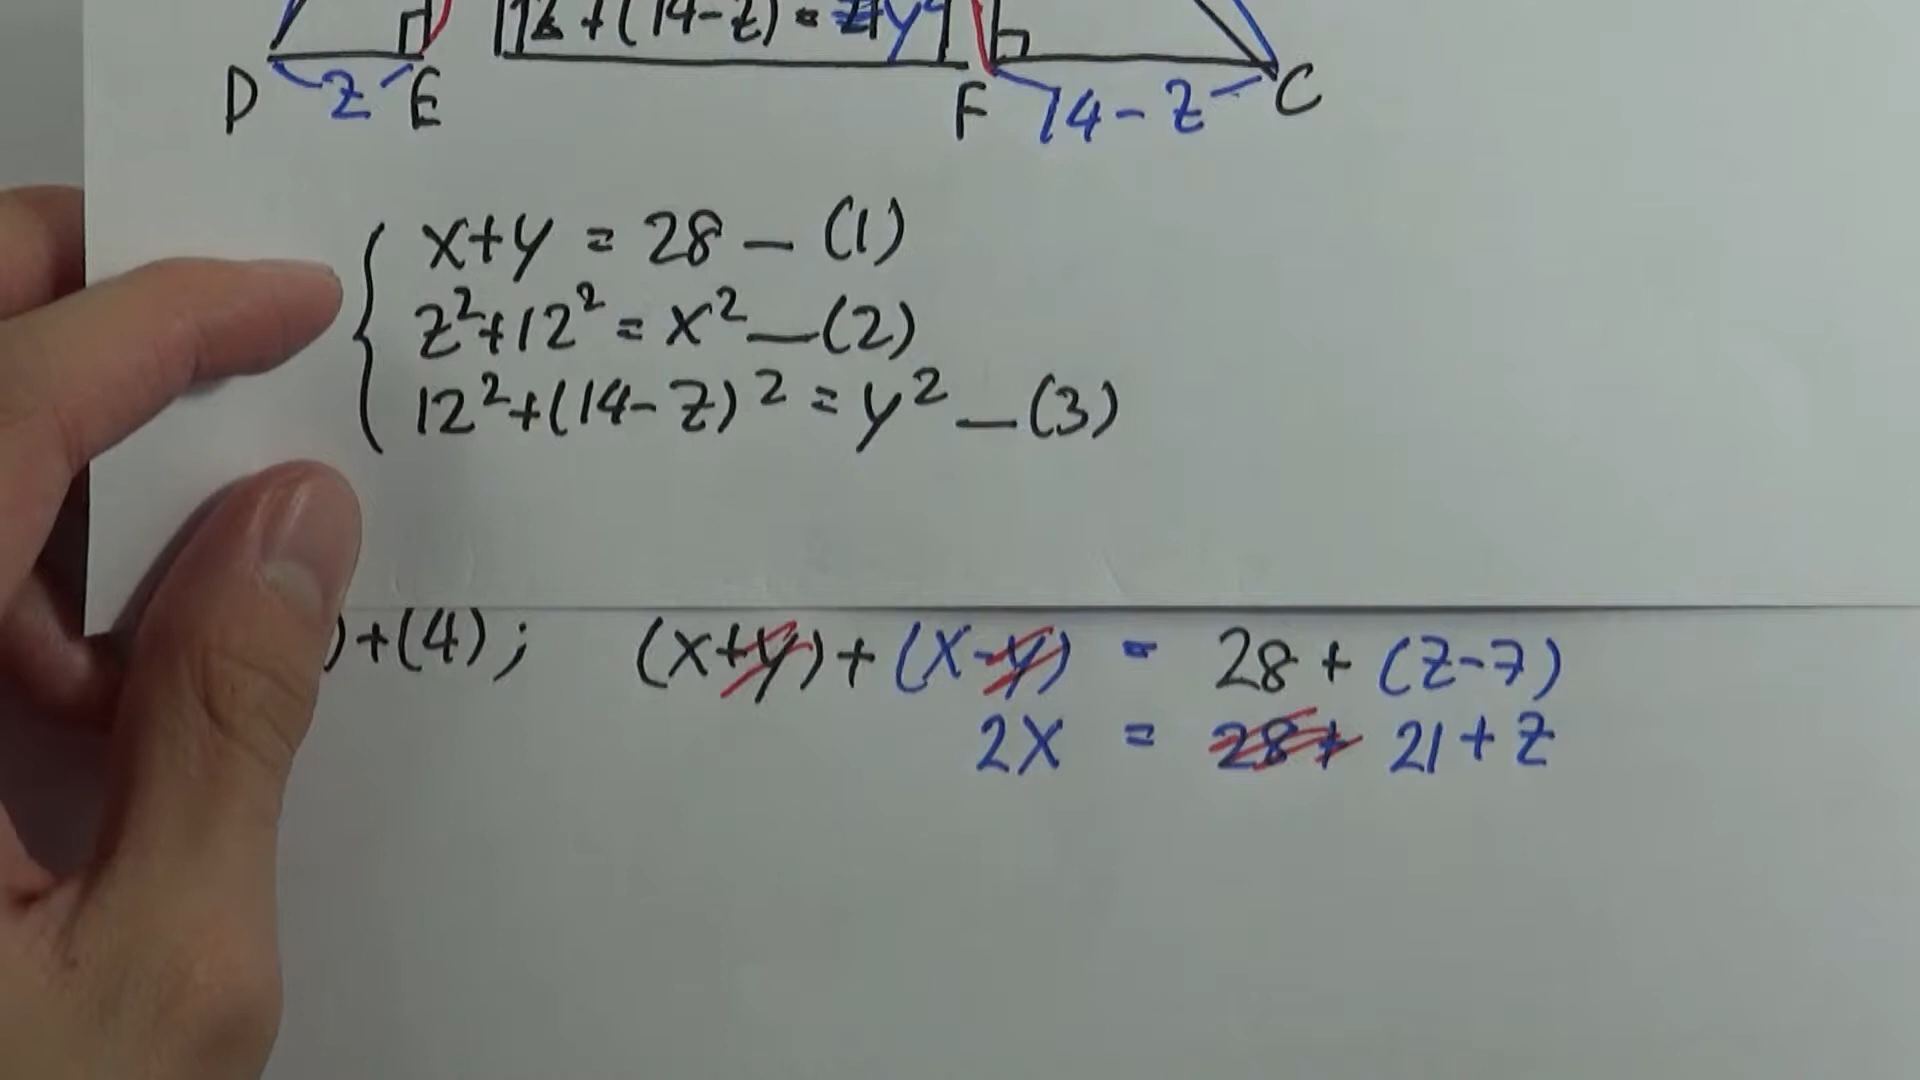 12 + (14-z) = y
D z E F 14-z C
x+y = 28 — (1)
z²+12² = x² — (2)
12²+(14-z)² = y² — (3)
)+(4); (x+y)+(x-y) = 28+(z-7)
2x = 28+ 21+z